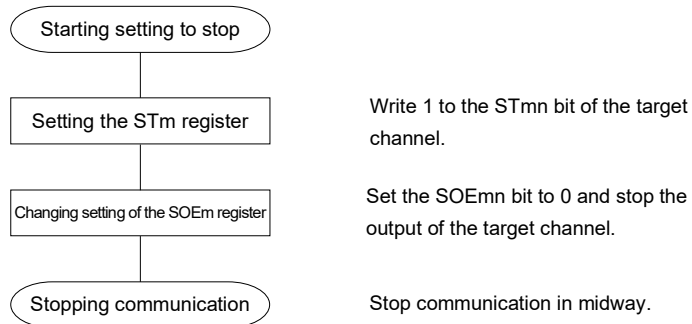 Starting setting to stop
Setting the STm register
Write 1 to the STmn bit of the target
channel.
Changing setting of the SOEm register
Set the SOEmn bit to 0 and stop the
output of the target channel.
Stopping communication
Stop communication in midway.